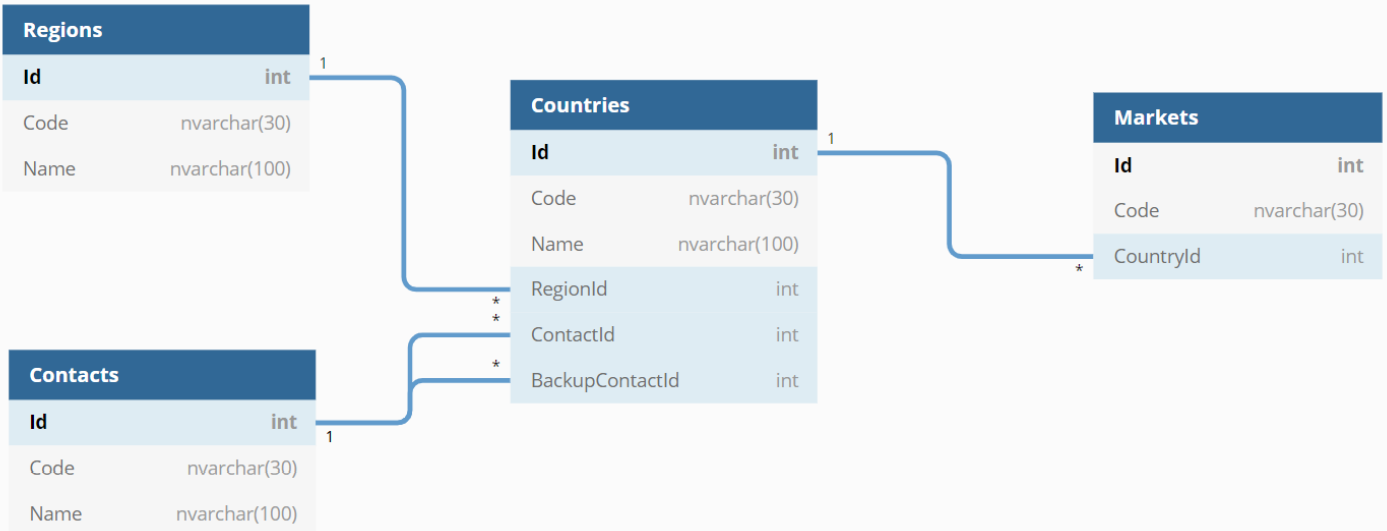 Regions
Id int
Code nvarchar(30)
Name nvarchar(100)
1
*
Contacts
Id int
Code nvarchar(30)
Name nvarchar(100)
1
*
*
Countries
Id int
Code nvarchar(30)
Name nvarchar(100)
RegionId int
ContactId int
BackupContactId int
1
*
Markets
Id int
Code nvarchar(30)
CountryId int